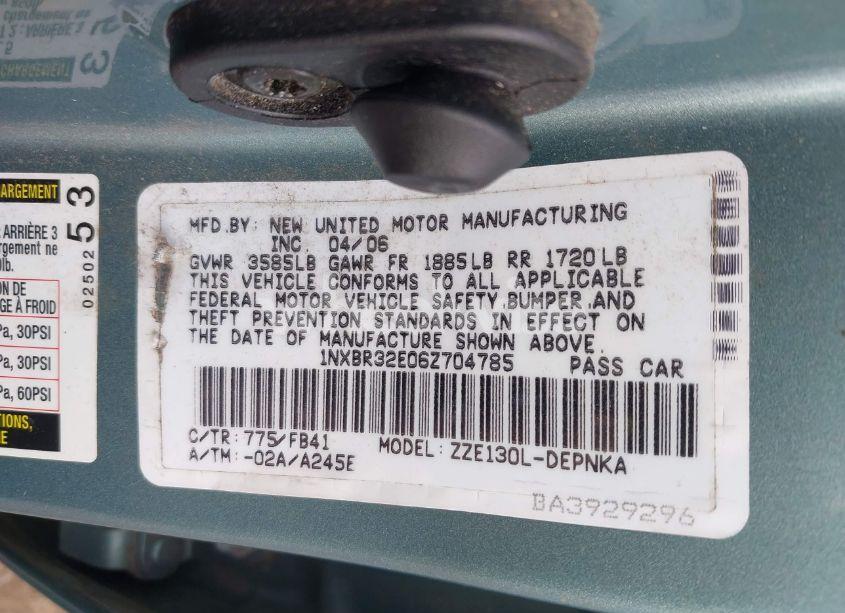 CHARGEMENT
ARRIÈRE 3
gement ne
lb.
ON DE
GE À FROID
Pa, 30PSI
Pa, 30PSI
Pa, 60PSI
TIONS,
02502 53
MFD.BY: NEW UNITED MOTOR MANUFACTURING
INC. 04/06
GVWR 3585LB GAWR FR 1885LB RR 1720LB
THIS VEHICLE CONFORMS TO ALL APPLICABLE
FEDERAL MOTOR VEHICLE SAFETY,BUMPER,AND
THEFT PREVENTION STANDARDS IN EFFECT ON
THE DATE OF MANUFACTURE SHOWN ABOVE.
1NXBR32E06Z704785 PASS CAR
C/TR: 775/FB41 MODEL: ZZE130L-DEPNKA
A/TM: -02A/A245E
BA3929296